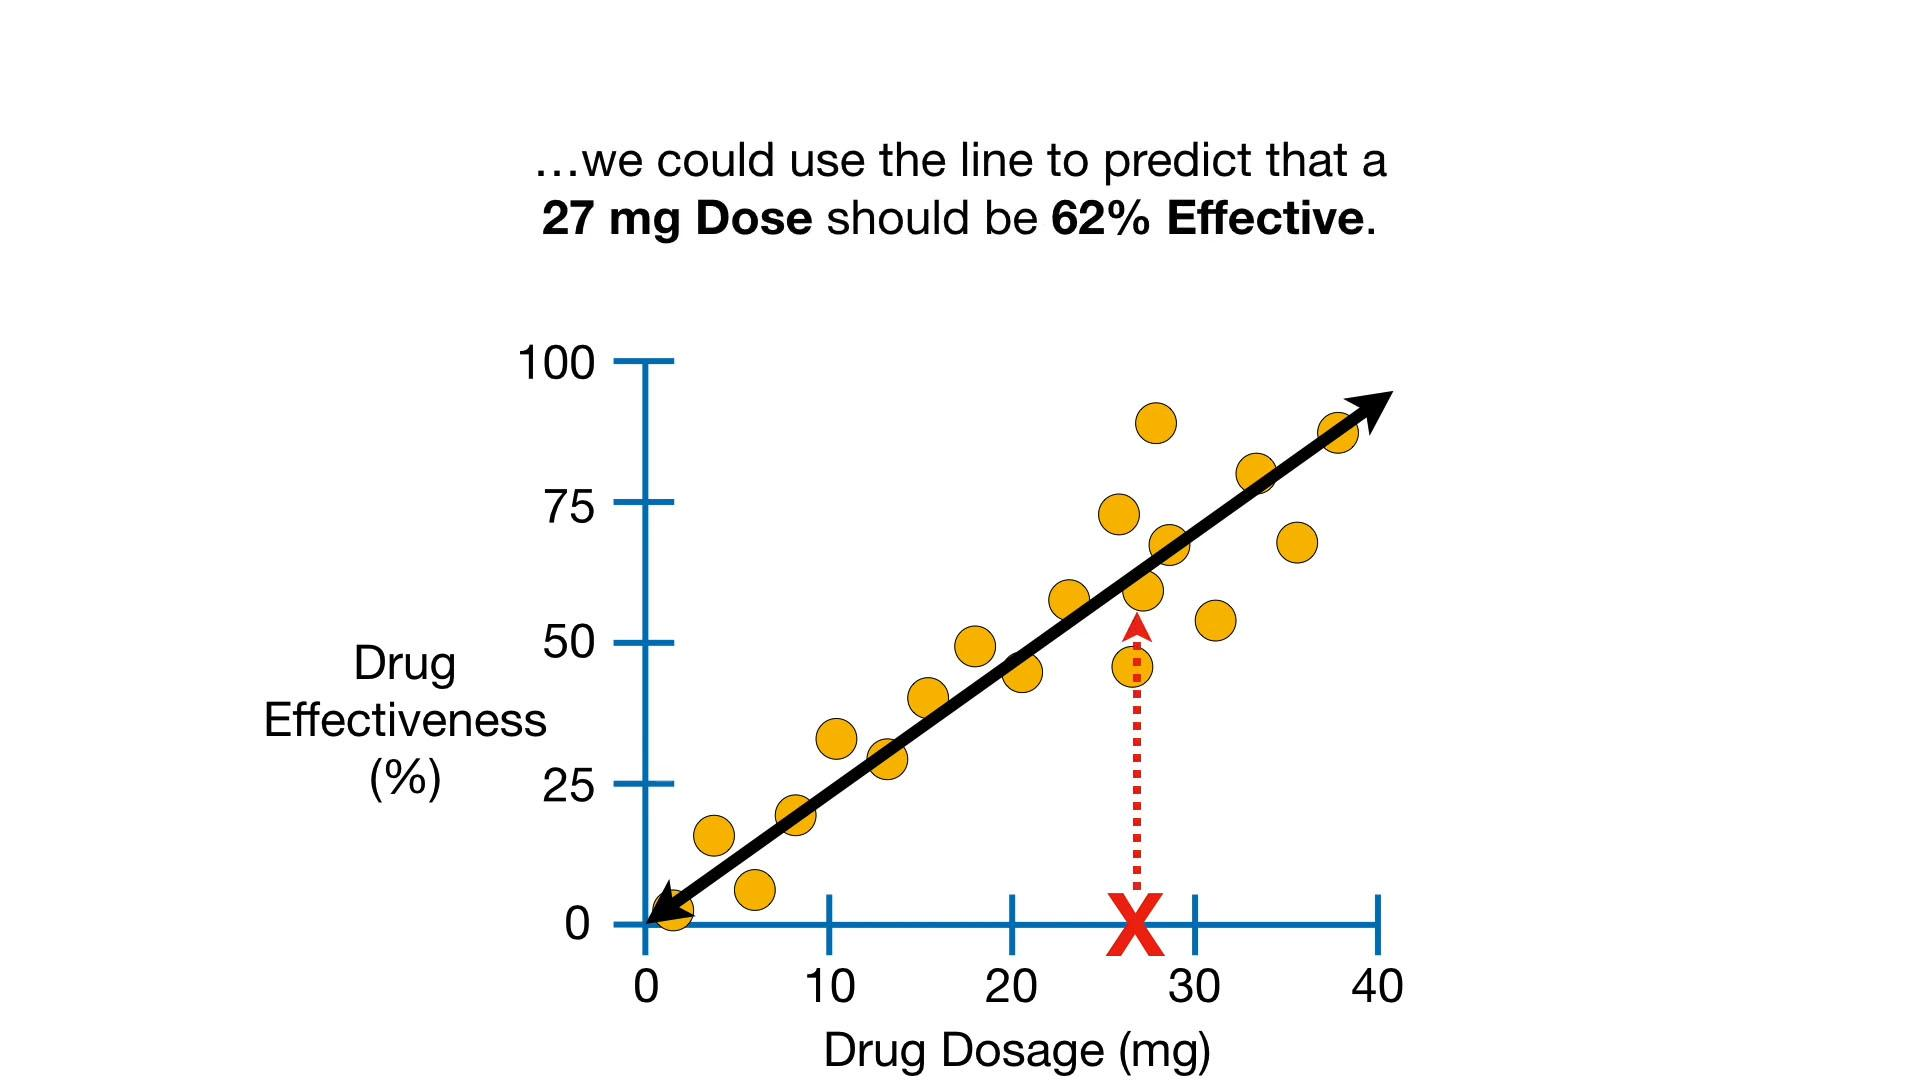 …we could use the line to predict that a
27 mg Dose should be 62% Effective.
100
75
50
25
0
Drug
Effectiveness
(%)
X
0 10 20 30 40
Drug Dosage (mg)